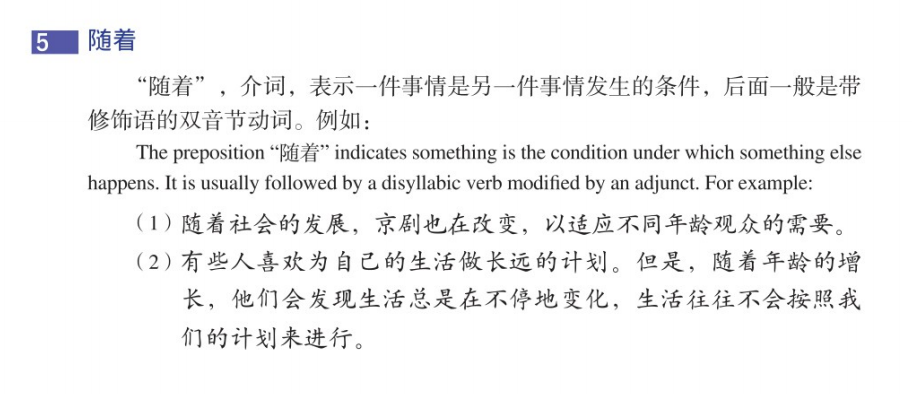 5 随着
“随着”，介词，表示一件事情是另一件事情发生的条件，后面一般是带
修饰语的双音节动词。例如：
The preposition “随着” indicates something is the condition under which something else
happens. It is usually followed by a disyllabic verb modified by an adjunct. For example:
（1）随着社会的发展，京剧也在改变，以适应不同年龄观众的需要。
（2）有些人喜欢为自己的生活做长远的计划。但是，随着年龄的增
长，他们会发现生活总是在不停地变化，生活往往不会按照我
们的计划来进行。